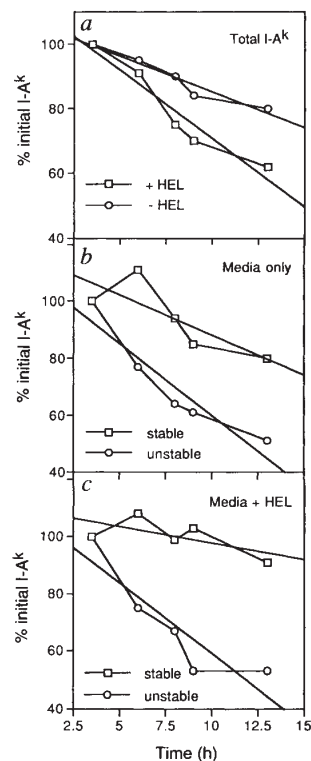 a
Total I-Aᵏ
100
80
60
40
% initial I-Aᵏ
+ HEL
- HEL
b
Media only
100
80
60
40
% initial I-Aᵏ
stable
unstable
c
Media + HEL
100
80
60
40
% initial I-Aᵏ
stable
unstable
2.5 5 7.5 10 12.5 15
Time (h)